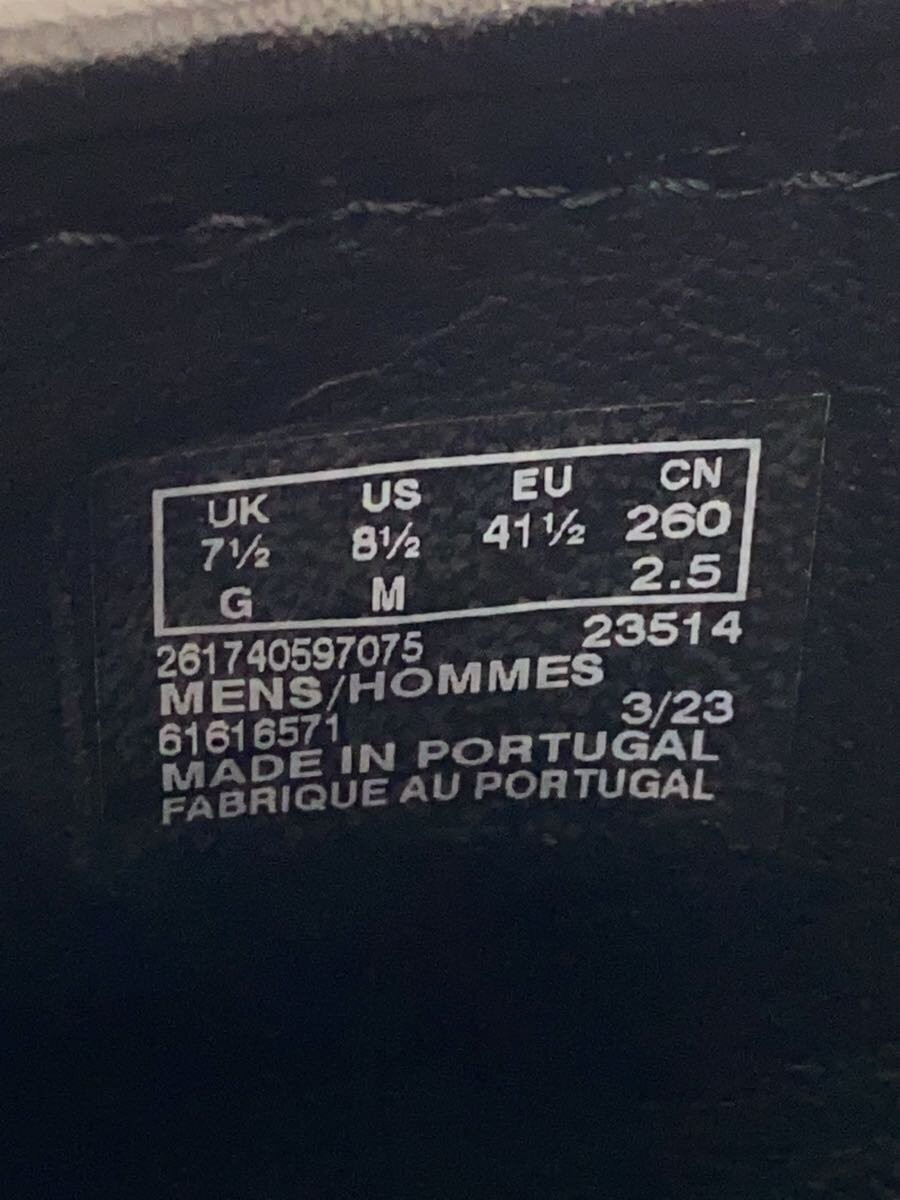 UK US EU CN
7½ 8½ 41½ 260
G M 2.5
261740597075 23514
MENS/HOMMES
61616571 3/23
MADE IN PORTUGAL
FABRIQUE AU PORTUGAL